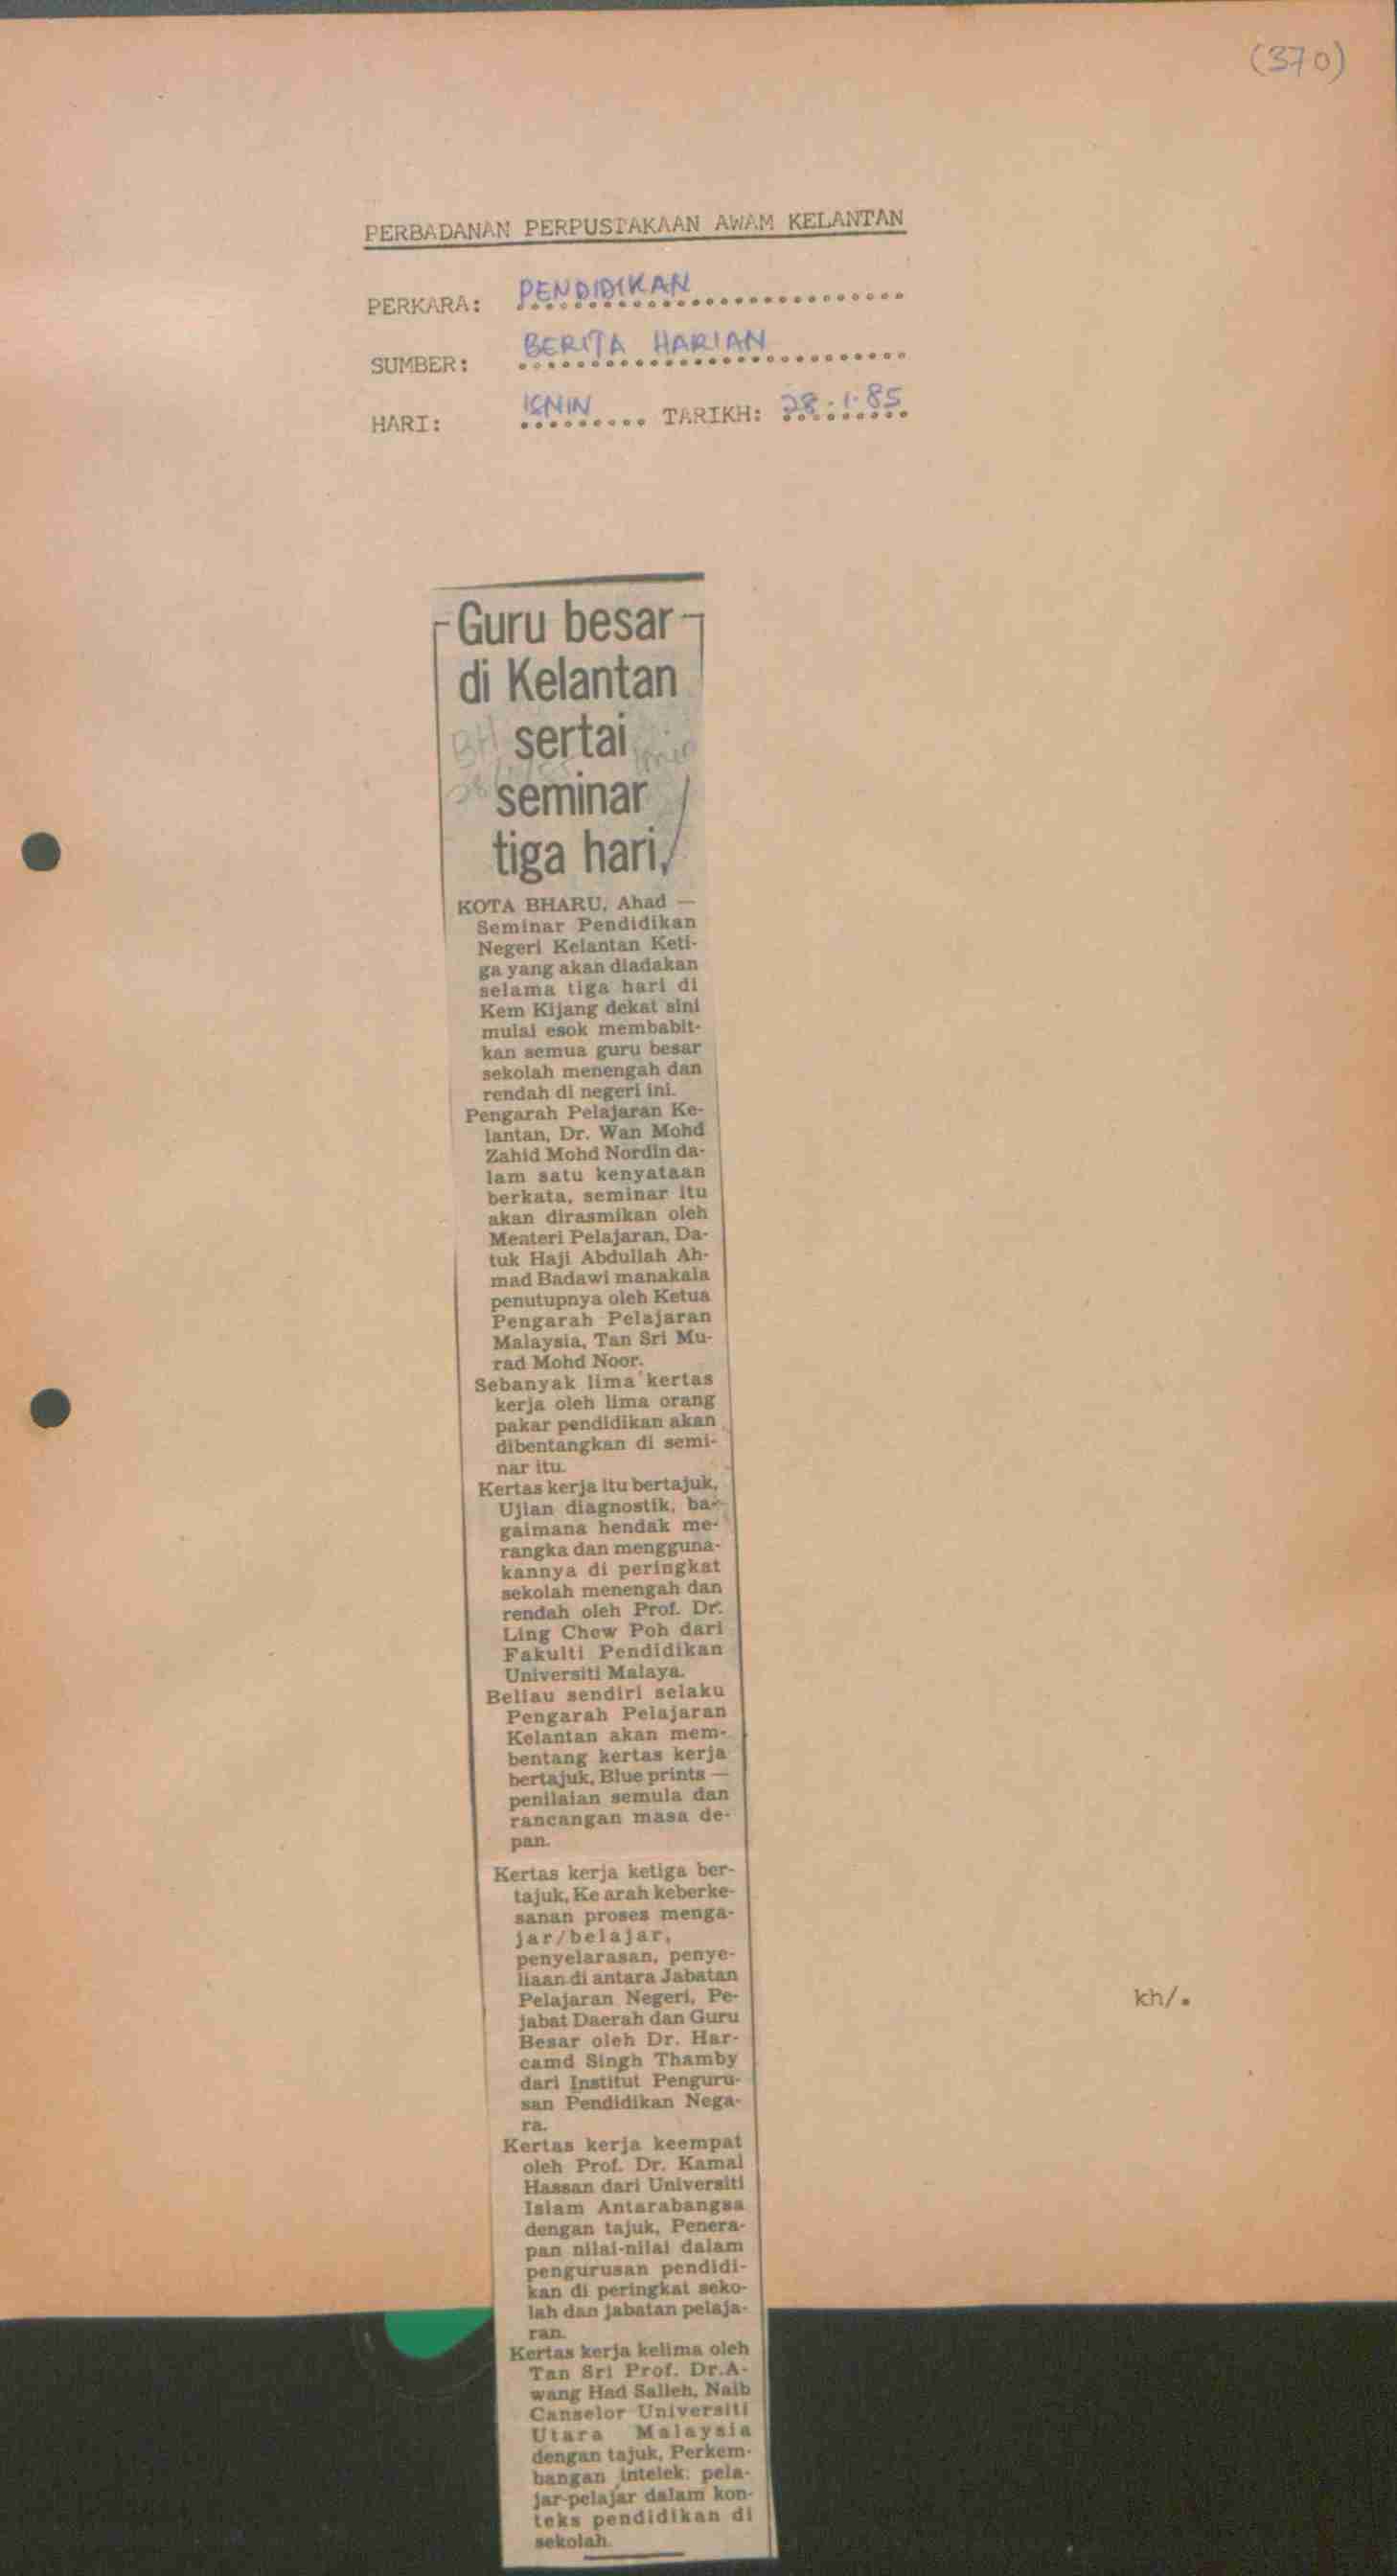 (370)
PERBADANAN PERPUSTAKAAN AWAM KELANTAN
PERKARA: PENDIDIKAN
SUMBER: BERITA HARIAN
HARI: ISNIN TARIKH: 28.1.85
Guru besar
di Kelantan
sertai
seminar
tiga hari
BH
28/1/85
Isnin
KOTA BHARU, Ahad —
Seminar Pendidikan
Negeri Kelantan Keti-
ga yang akan diadakan
selama tiga hari di
Kem Kijang dekat sini
mulai esok membabit-
kan semua guru besar
sekolah menengah dan
rendah di negeri ini.
Pengarah Pelajaran Ke-
lantan, Dr. Wan Mohd
Zahid Mohd Nordin da-
lam satu kenyataan
berkata, seminar itu
akan dirasmikan oleh
Menteri Pelajaran, Da-
tuk Haji Abdullah Ah-
mad Badawi manakala
penutupnya oleh Ketua
Pengarah Pelajaran
Malaysia, Tan Sri Mu-
rad Mohd Noor.
Sebanyak lima kertas
kerja oleh lima orang
pakar pendidikan akan
dibentangkan di semi-
nar itu.
Kertas kerja itu bertajuk,
Ujian diagnostik, ba-
gaimana hendak me-
rangka dan mengguna-
kannya di peringkat
sekolah menengah dan
rendah oleh Prof. Dr.
Ling Chew Poh dari
Fakulti Pendidikan
Universiti Malaya.
Beliau sendiri selaku
Pengarah Pelajaran
Kelantan akan mem-
bentang kertas kerja
bertajuk, Blue prints —
penilaian semula dan
rancangan masa de-
pan.
Kertas kerja ketiga ber-
tajuk, Ke arah keberke-
sanan proses menga-
jar/belajar,
penyelarasan, penye-
liaan di antara Jabatan
Pelajaran Negeri, Pe-
jabat Daerah dan Guru
Besar oleh Dr. Har-
camd Singh Thamby
dari Institut Penguru-
san Pendidikan Nega-
ra.
Kertas kerja keempat
oleh Prof. Dr. Kamal
Hassan dari Universiti
Islam Antarabangsa
dengan tajuk, Penera-
pan nilai-nilai dalam
pengurusan pendidi-
kan di peringkat seko-
lah dan jabatan pelaja-
ran.
Kertas kerja kelima oleh
Tan Sri Prof. Dr.A-
wang Had Salleh, Naib
Canselor Universiti
Utara Malaysia
dengan tajuk, Perkem-
bangan intelek pela-
jar-pelajar dalam kon-
teks pendidikan di
sekolah.
kh/.